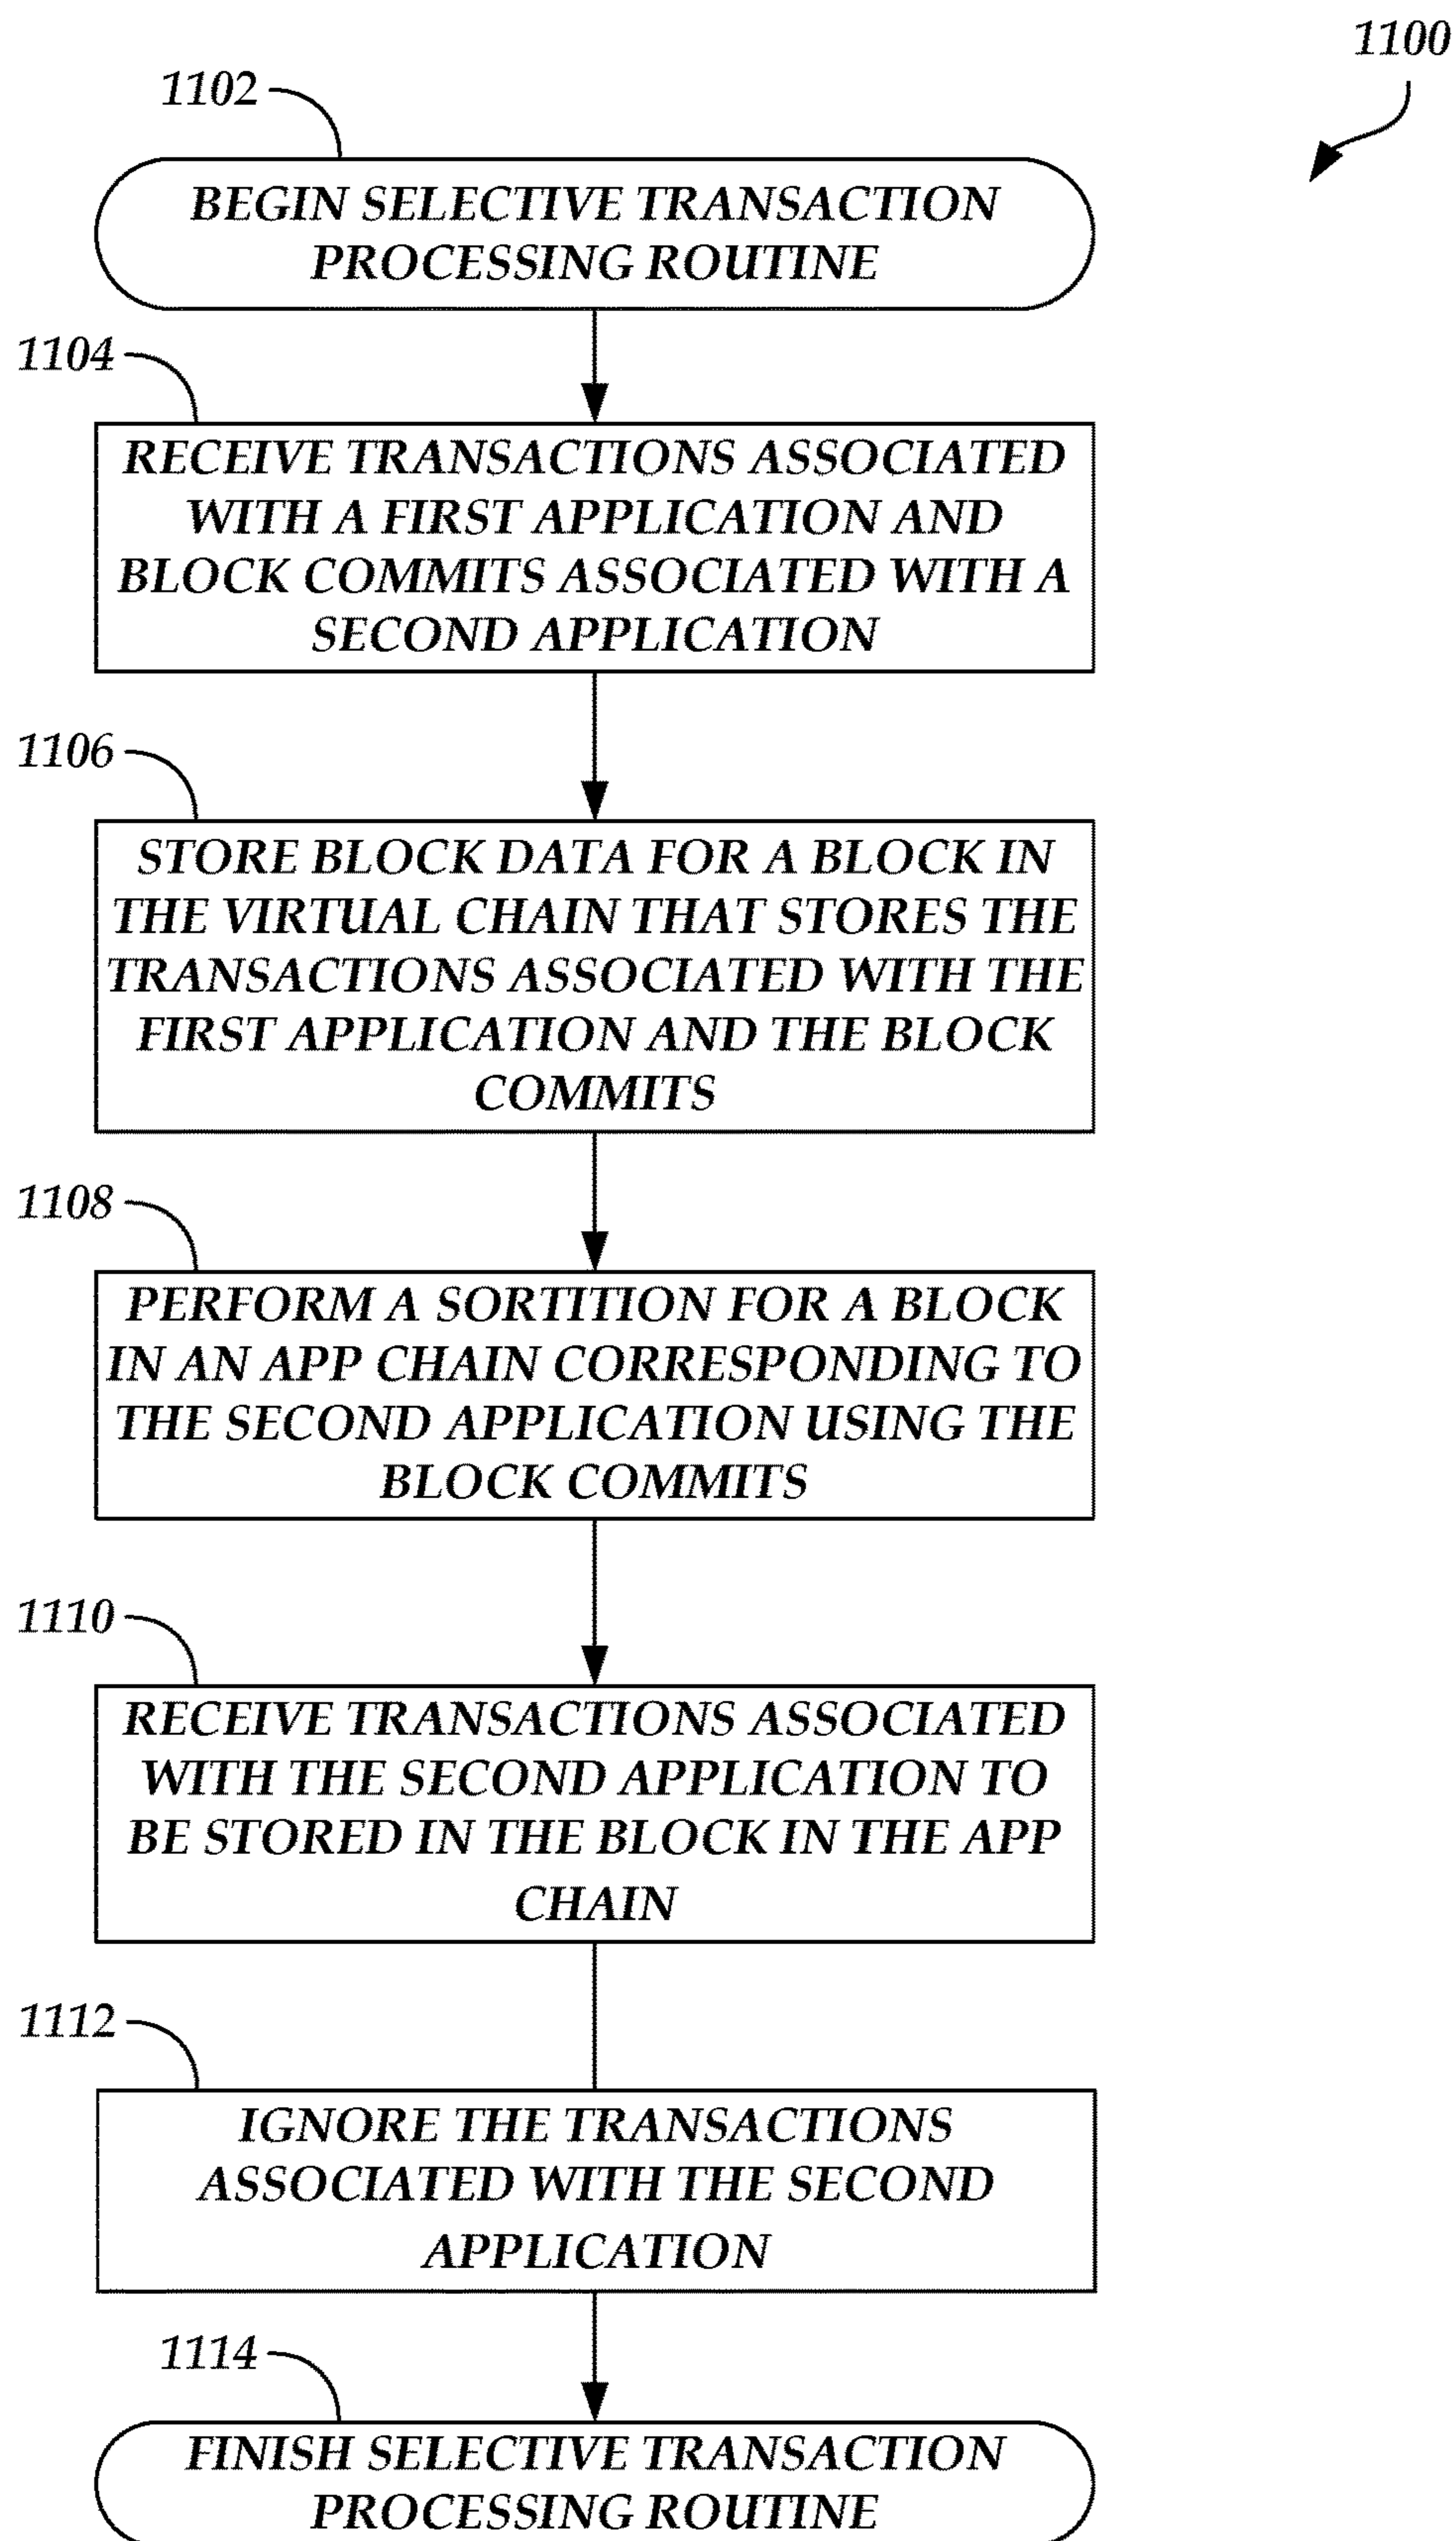 1100
1102
BEGIN SELECTIVE TRANSACTION
PROCESSING ROUTINE
1104
RECEIVE TRANSACTIONS ASSOCIATED
WITH A FIRST APPLICATION AND
BLOCK COMMITS ASSOCIATED WITH A
SECOND APPLICATION
1106
STORE BLOCK DATA FOR A BLOCK IN
THE VIRTUAL CHAIN THAT STORES THE
TRANSACTIONS ASSOCIATED WITH THE
FIRST APPLICATION AND THE BLOCK
COMMITS
1108
PERFORM A SORTITION FOR A BLOCK
IN AN APP CHAIN CORRESPONDING TO
THE SECOND APPLICATION USING THE
BLOCK COMMITS
1110
RECEIVE TRANSACTIONS ASSOCIATED
WITH THE SECOND APPLICATION TO
BE STORED IN THE BLOCK IN THE APP
CHAIN
1112
IGNORE THE TRANSACTIONS
ASSOCIATED WITH THE SECOND
APPLICATION
1114
FINISH SELECTIVE TRANSACTION
PROCESSING ROUTINE